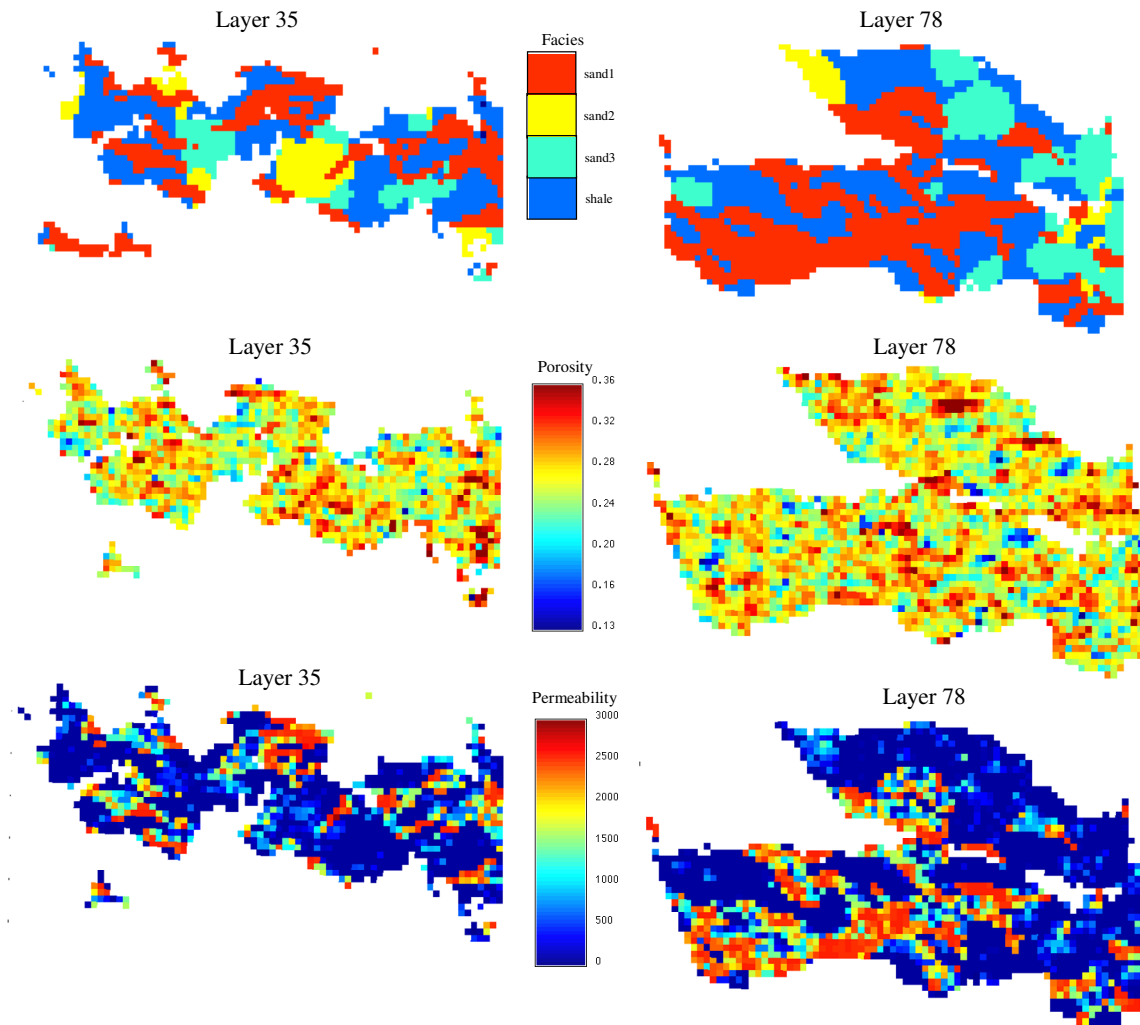 Layer 35
Layer 78
Facies
sand1
sand2
sand3
shale
Layer 35
Layer 78
Porosity
0.36
0.28
0.24
0.20
0.16
0.13
Layer 35
Layer 78
Permeability
3000
2500
2000
1500
1000
500
0